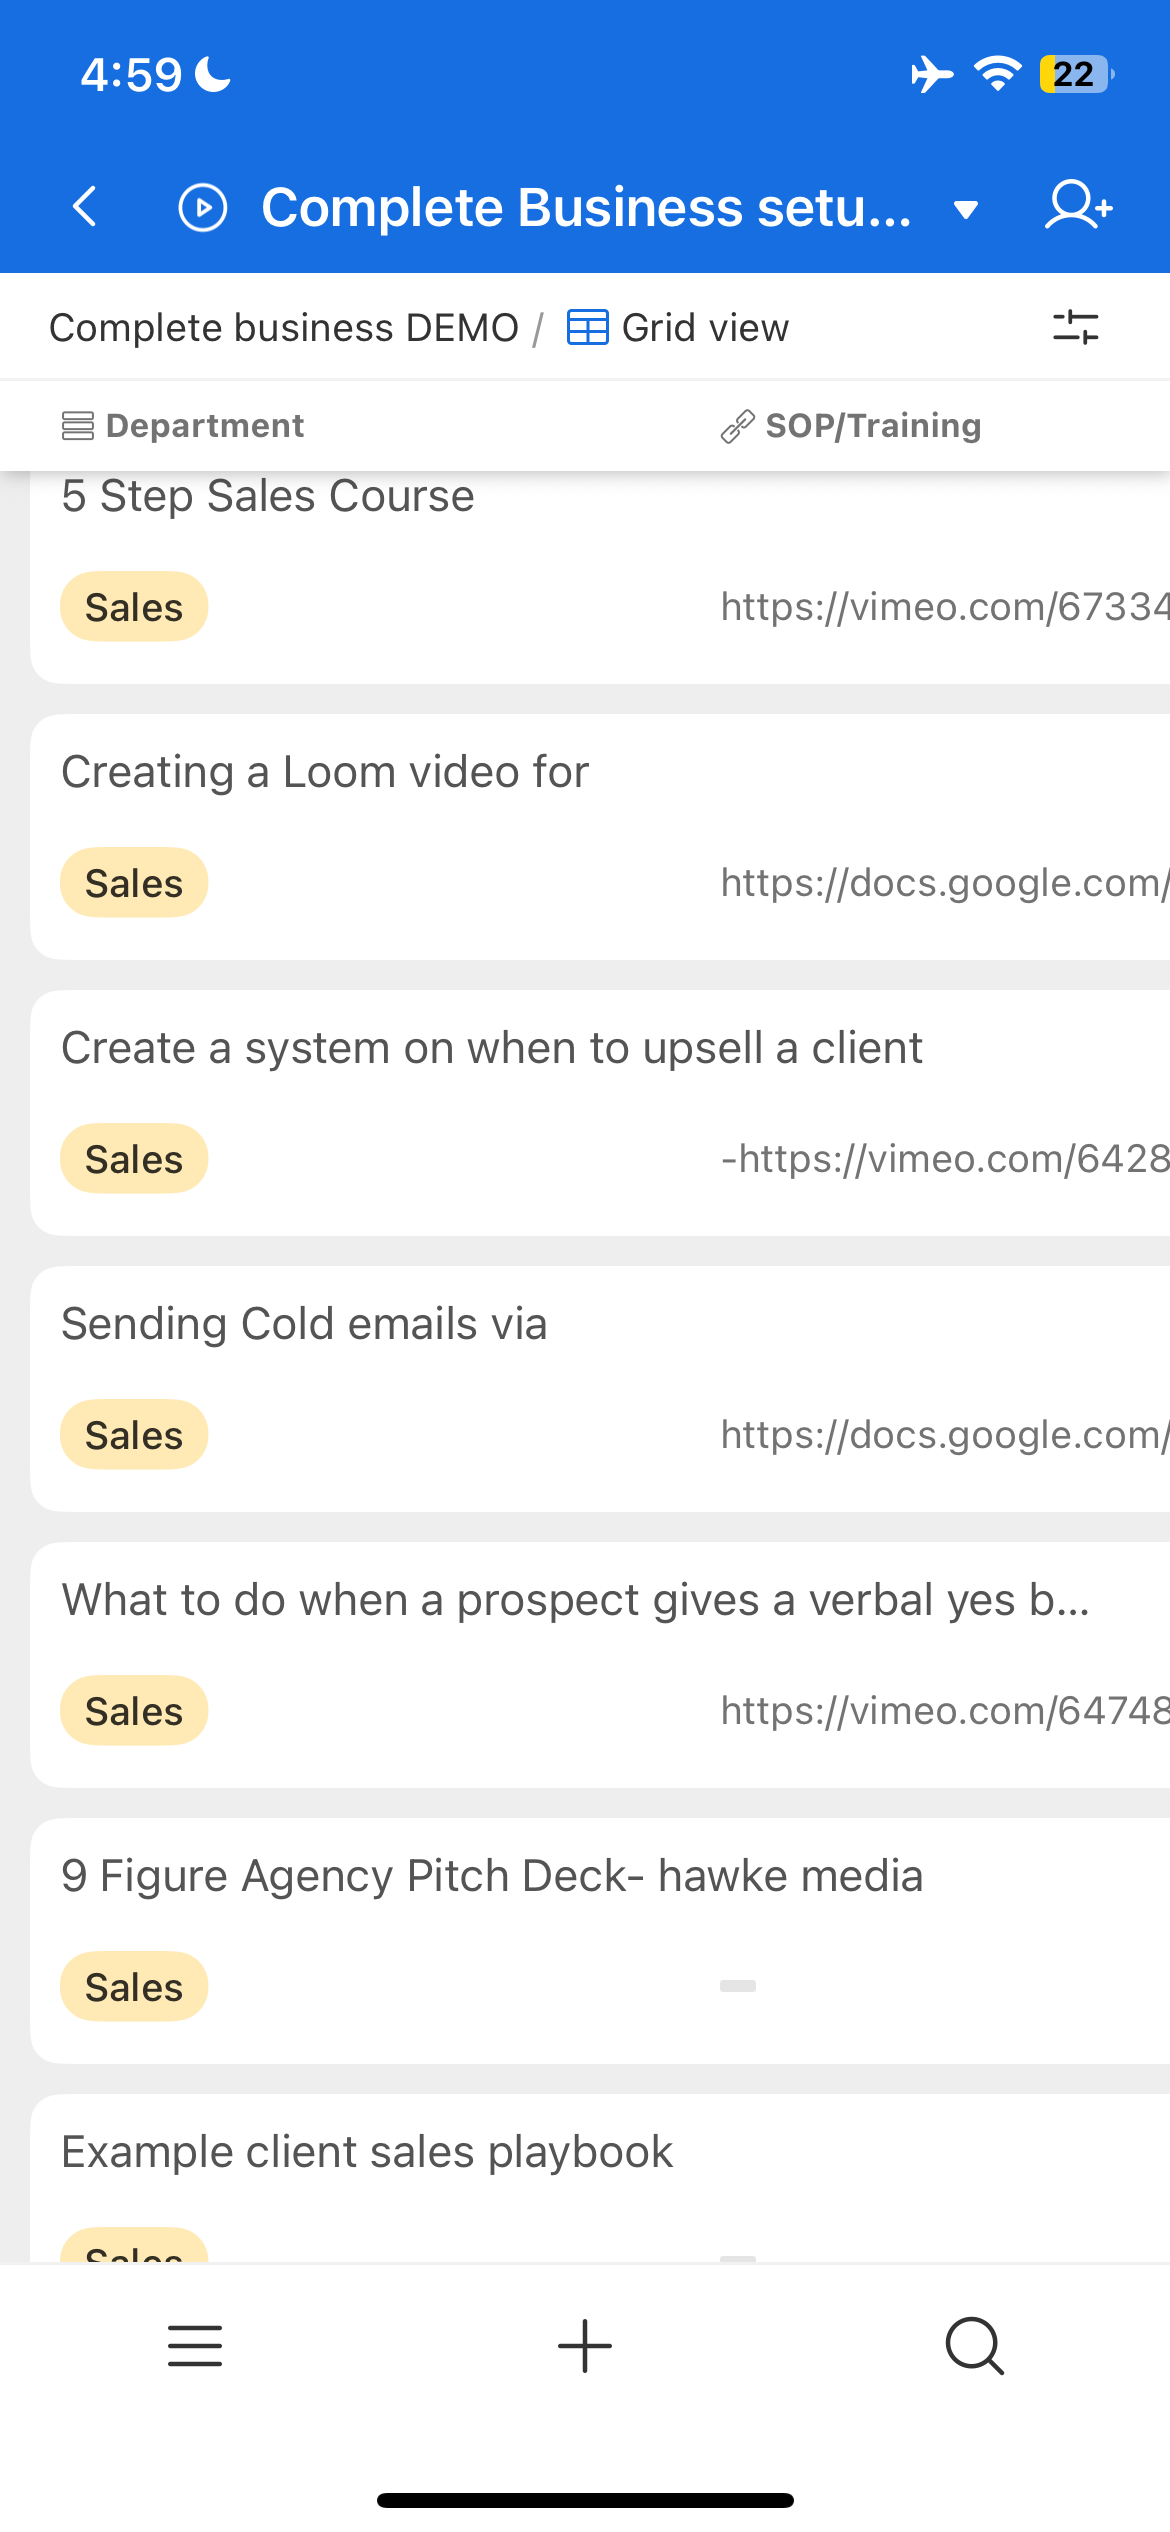 4:59
22
Complete Business setu...
Complete business DEMO / Grid view
Department SOP/Training
5 Step Sales Course
Sales https://vimeo.com/67334
Creating a Loom video for
Sales https://docs.google.com/
Create a system on when to upsell a client
Sales -https://vimeo.com/6428
Sending Cold emails via
Sales https://docs.google.com/
What to do when a prospect gives a verbal yes b...
Sales https://vimeo.com/64748
9 Figure Agency Pitch Deck- hawke media
Sales
Example client sales playbook
Sales